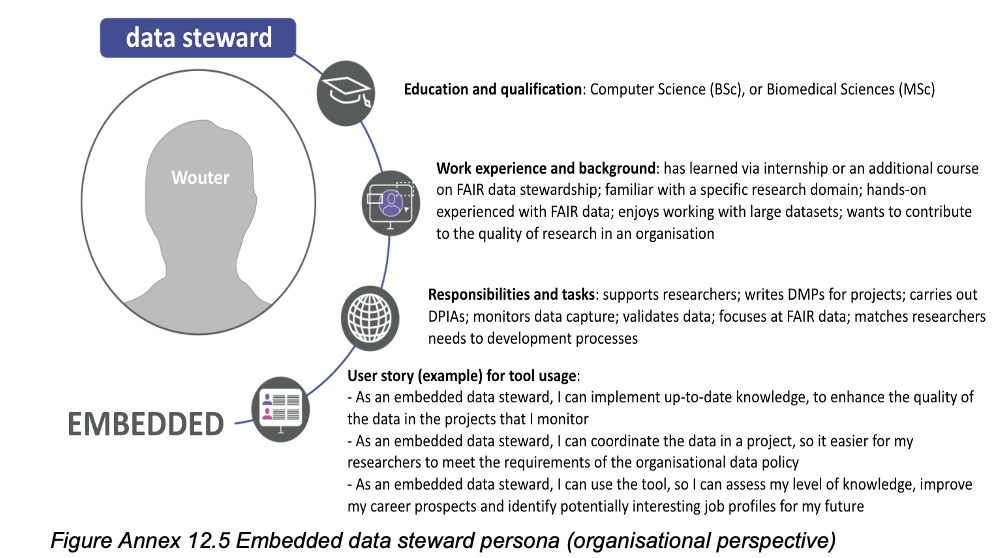 data steward
Wouter
Education and qualification: Computer Science (BSc), or Biomedical Sciences (MSc)
Work experience and background: has learned via internship or an additional course
on FAIR data stewardship; familiar with a specific research domain; hands-on
experienced with FAIR data; enjoys working with large datasets; wants to contribute
to the quality of research in an organisation
Responsibilities and tasks: supports researchers; writes DMPs for projects; carries out
DPIAs; monitors data capture; validates data; focuses at FAIR data; matches researchers
needs to development processes
User story (example) for tool usage:
- As an embedded data steward, I can implement up-to-date knowledge, to enhance the quality of
the data in the projects that I monitor
- As an embedded data steward, I can coordinate the data in a project, so it easier for my
researchers to meet the requirements of the organisational data policy
- As an embedded data steward, I can use the tool, so I can assess my level of knowledge, improve
my career prospects and identify potentially interesting job profiles for my future
EMBEDDED
Figure Annex 12.5 Embedded data steward persona (organisational perspective)